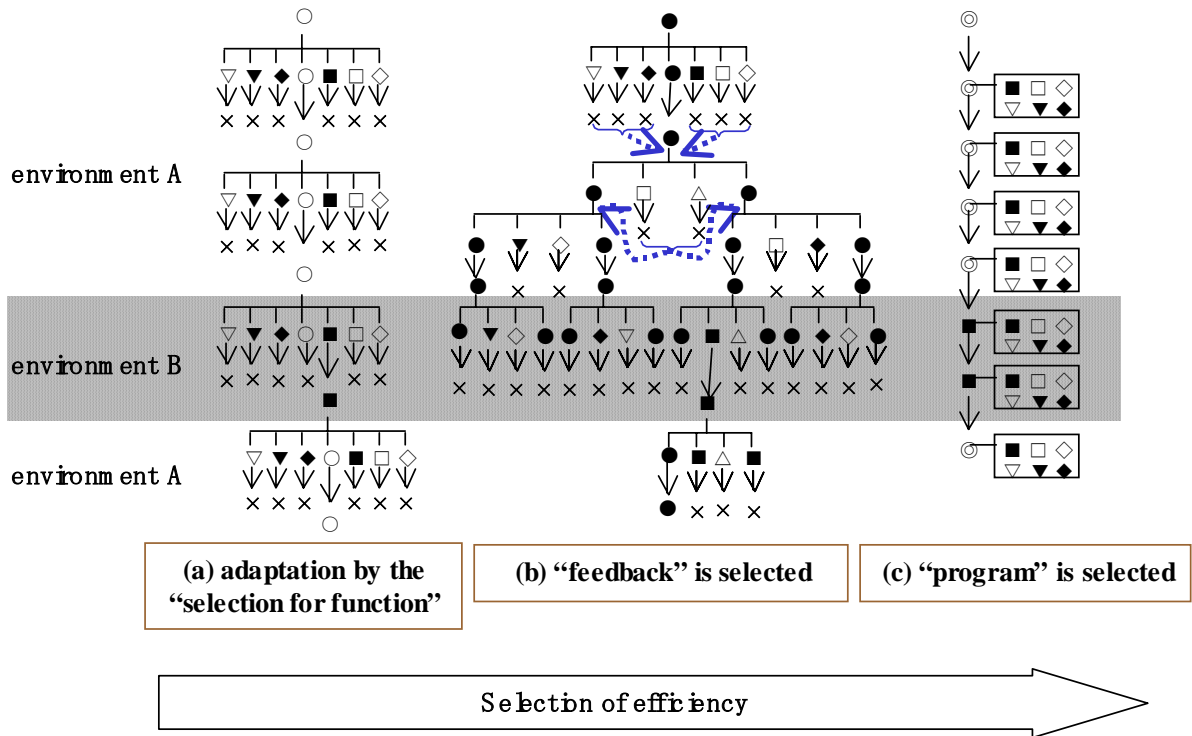 environment A
environment B
environment A
(a) adaptation by the
“selection for function”
(b) “feedback” is selected
(c) “program” is selected
Selection of efficiency